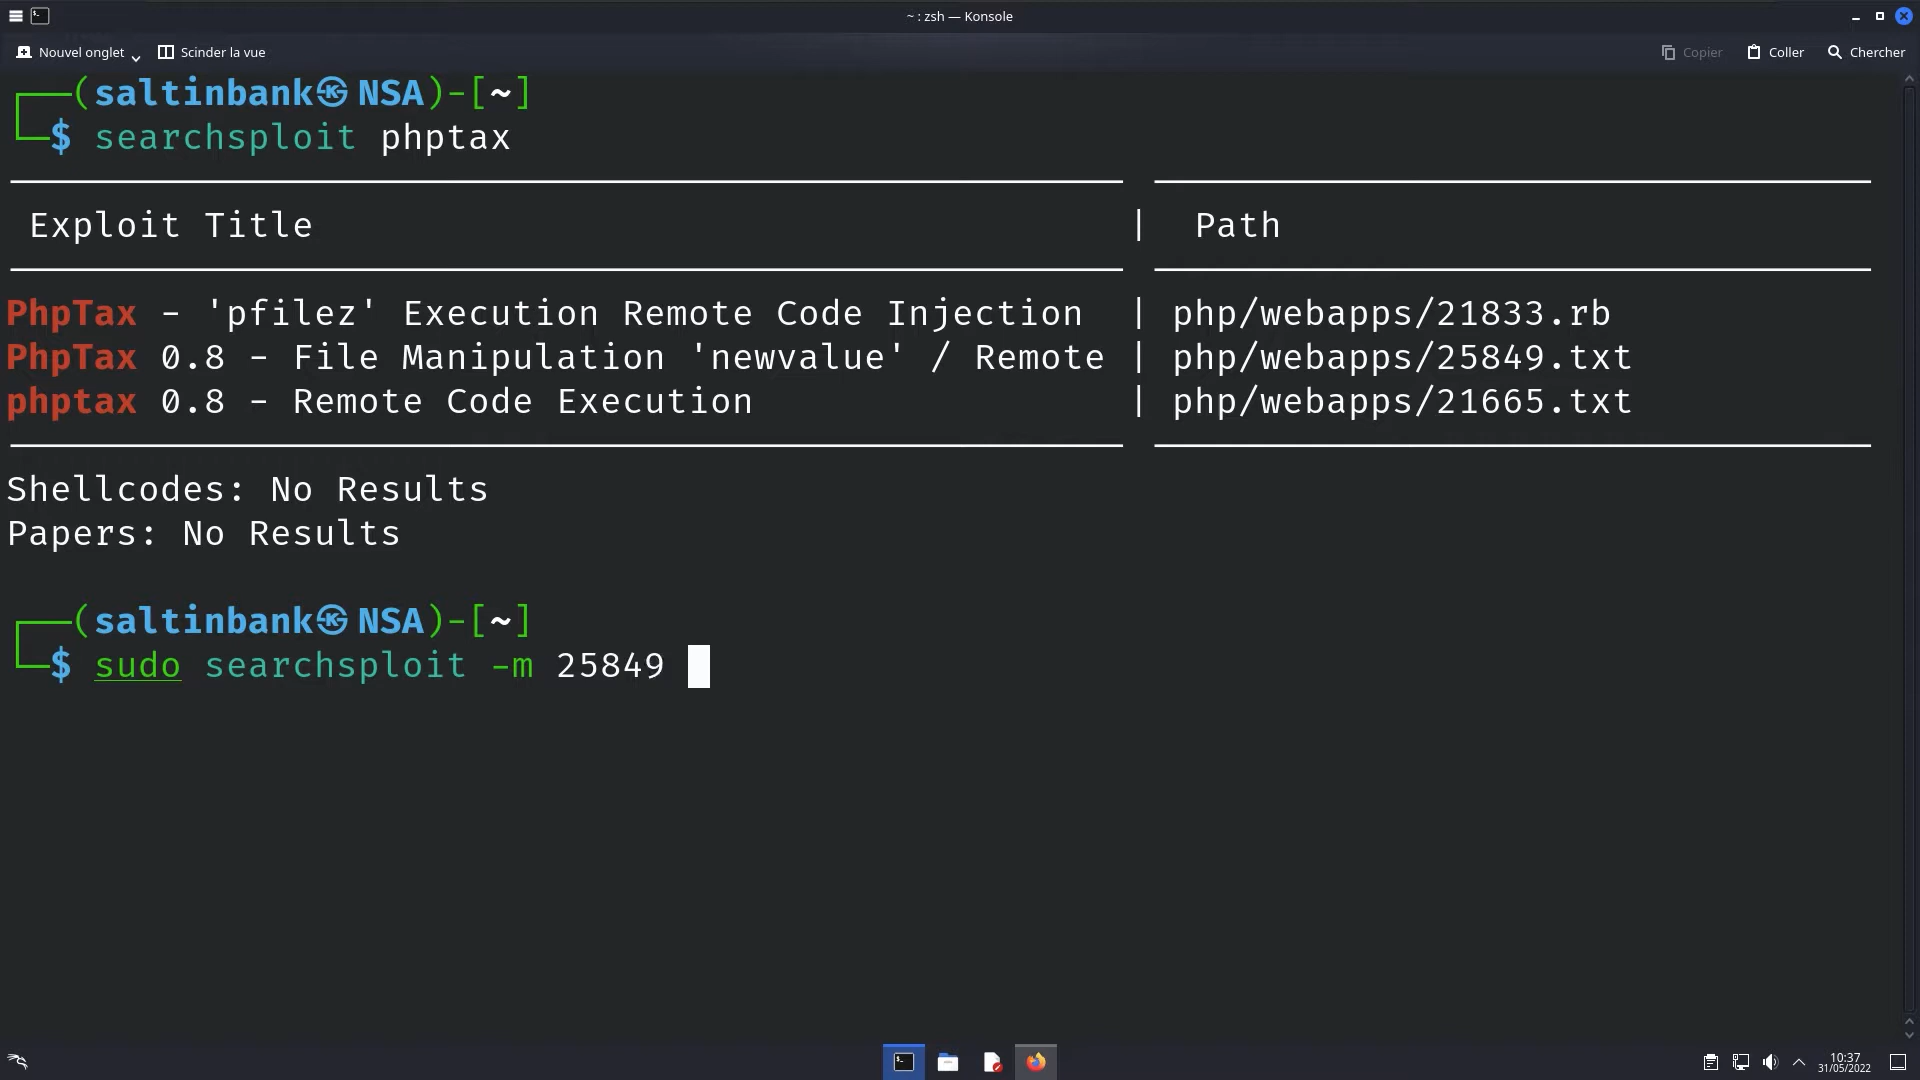 ~ : zsh — Konsole
Nouvel onglet Scinder la vue Copier Coller Chercher
(saltinbank㉿NSA)-[~]
$ searchsploit phptax
Exploit Title | Path
PhpTax - 'pfilez' Execution Remote Code Injection | php/webapps/21833.rb
PhpTax 0.8 - File Manipulation 'newvalue' / Remote | php/webapps/25849.txt
phptax 0.8 - Remote Code Execution | php/webapps/21665.txt
Shellcodes: No Results
Papers: No Results
(saltinbank㉿NSA)-[~]
$ sudo searchsploit -m 25849
10:37
31/05/2022